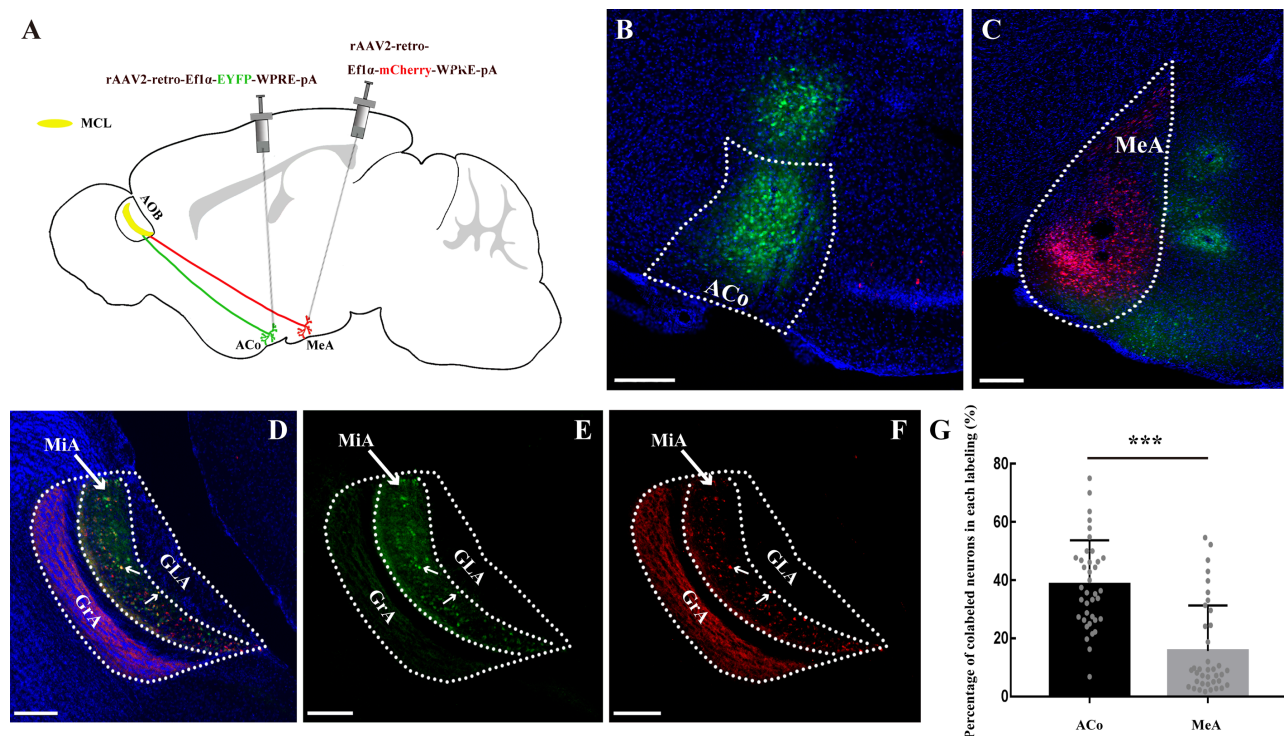 A
rAAV2-retro-
Ef1α-mCherry-WPRE-pA
rAAV2-retro-Ef1α-EYFP-WPRE-pA
MCL
AOB
ACo
MeA
B
ACo
C
MeA
D
MiA
GLA
GrA
E
MiA
GLA
GrA
F
MiA
GLA
GrA
G
Percentage of colabeled neurons in each labeling (%)
***
80
60
40
20
0
ACo
MeA